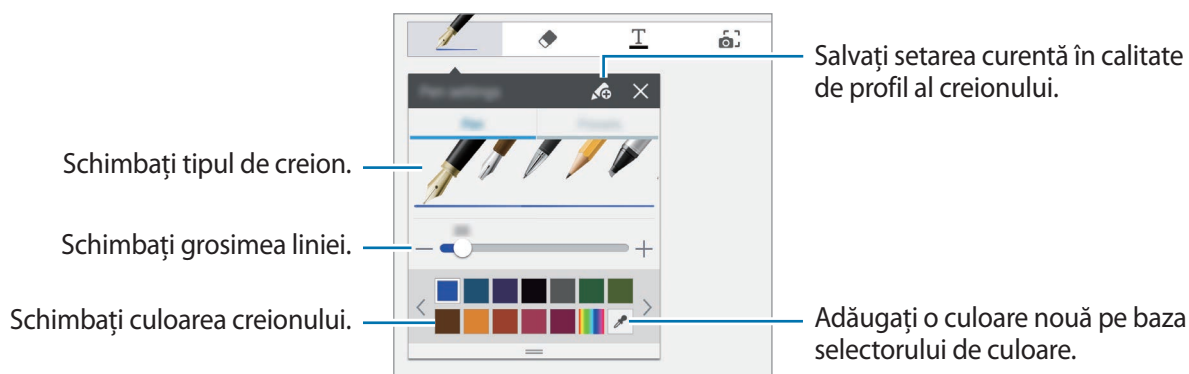 T
Salvați setarea curentă în calitate
de profil al creionului.
Schimbați tipul de creion.
Schimbați grosimea liniei.
Schimbați culoarea creionului.
Adăugați o culoare nouă pe baza
selectorului de culoare.